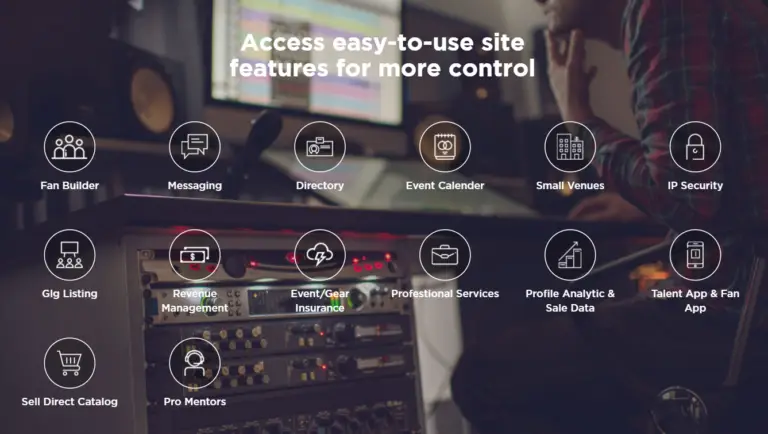 Access easy-to-use site
features for more control
Fan Builder
Messaging
Directory
Event Calender
Small Venues
IP Security
GIg Listing
Revenue
Management
Event/Gear
Insurance
Profestional Services
Profile Analytic &
Sale Data
Talent App & Fan
App
Sell Direct Catalog
Pro Mentors